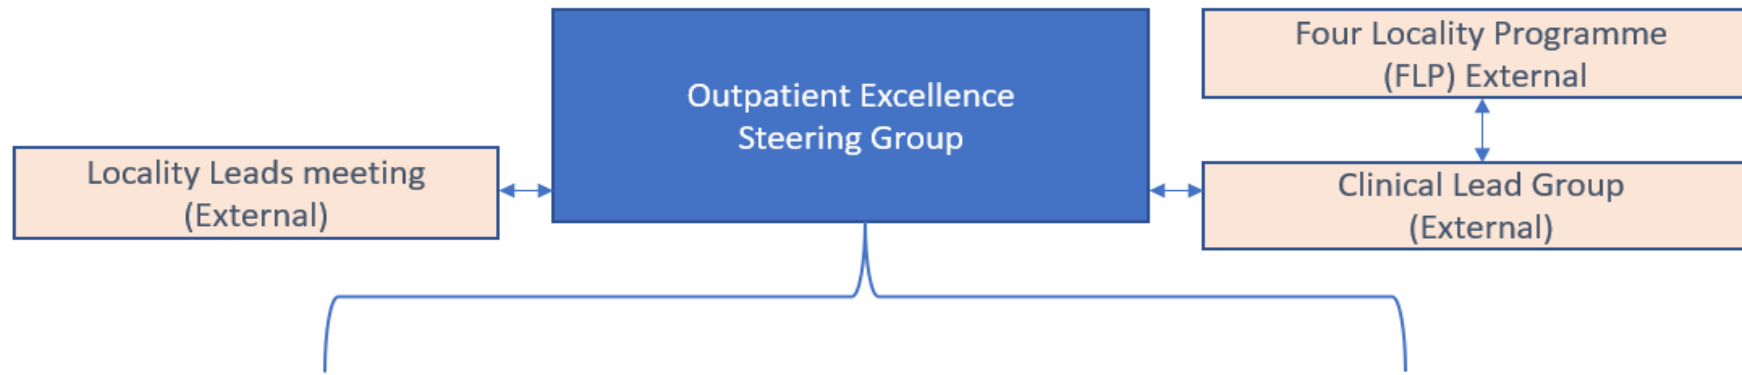 Outpatient Excellence
Steering Group
Four Locality Programme
(FLP) External
Locality Leads meeting
(External)
Clinical Lead Group
(External)